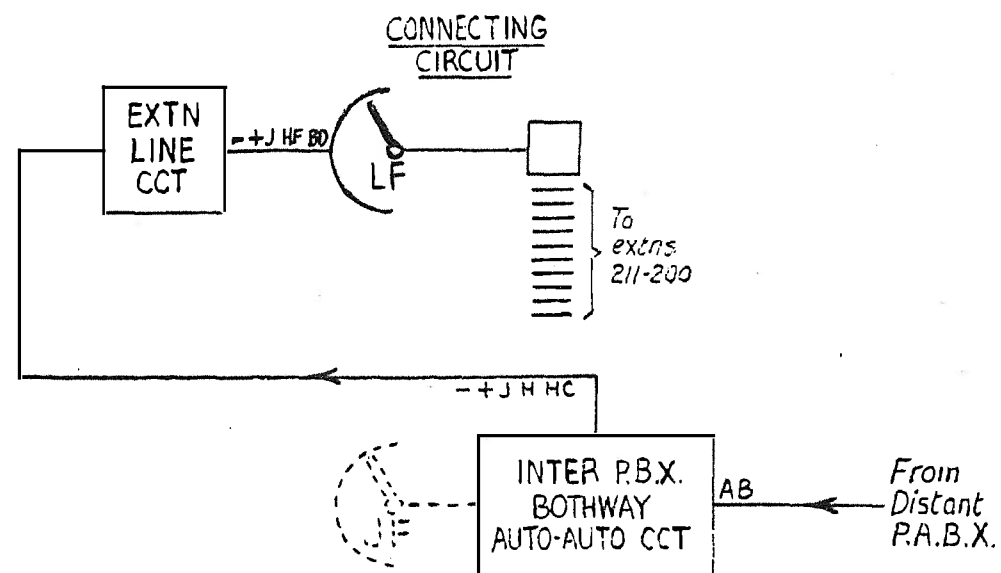 CONNECTING
CIRCUIT
EXTN
LINE
CCT
- + J HF BD
LF
To
extns.
211-200
- + J H HC
INTER P.B.X.
BOTHWAY
AUTO-AUTO CCT
AB
From
Distant
P.A.B.X.